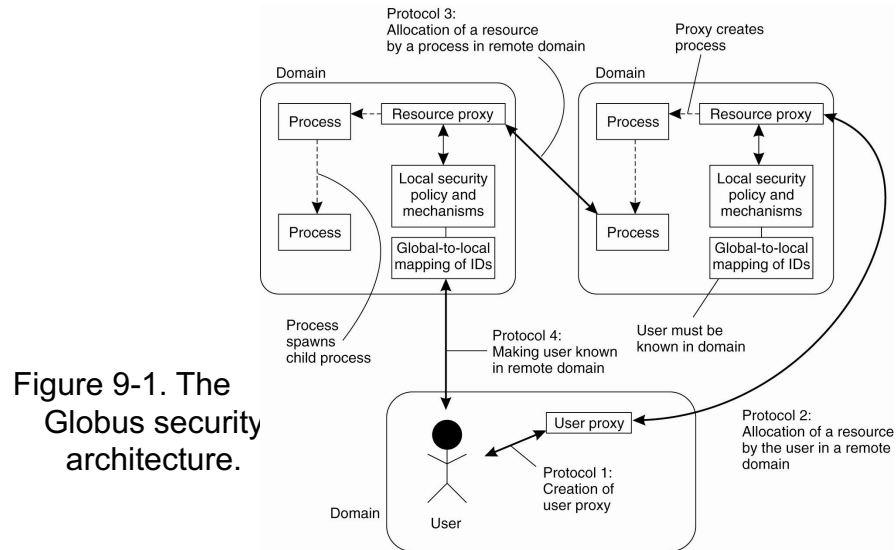 Protocol 3:
Allocation of a resource
by a process in remote domain
Proxy creates
process
Domain
Process
Resource proxy
Local security
policy and
mechanisms
Process
Global-to-local
mapping of IDs
Domain
Process
Resource proxy
Local security
policy and
mechanisms
Process
Global-to-local
mapping of IDs
Process
spawns
child process
Protocol 4:
Making user known
in remote domain
User must be
known in domain
Figure 9-1. The
Globus security
architecture.
User proxy
Protocol 1:
Creation of
user proxy
Domain
User
Protocol 2:
Allocation of a resource
by the user in a remote
domain